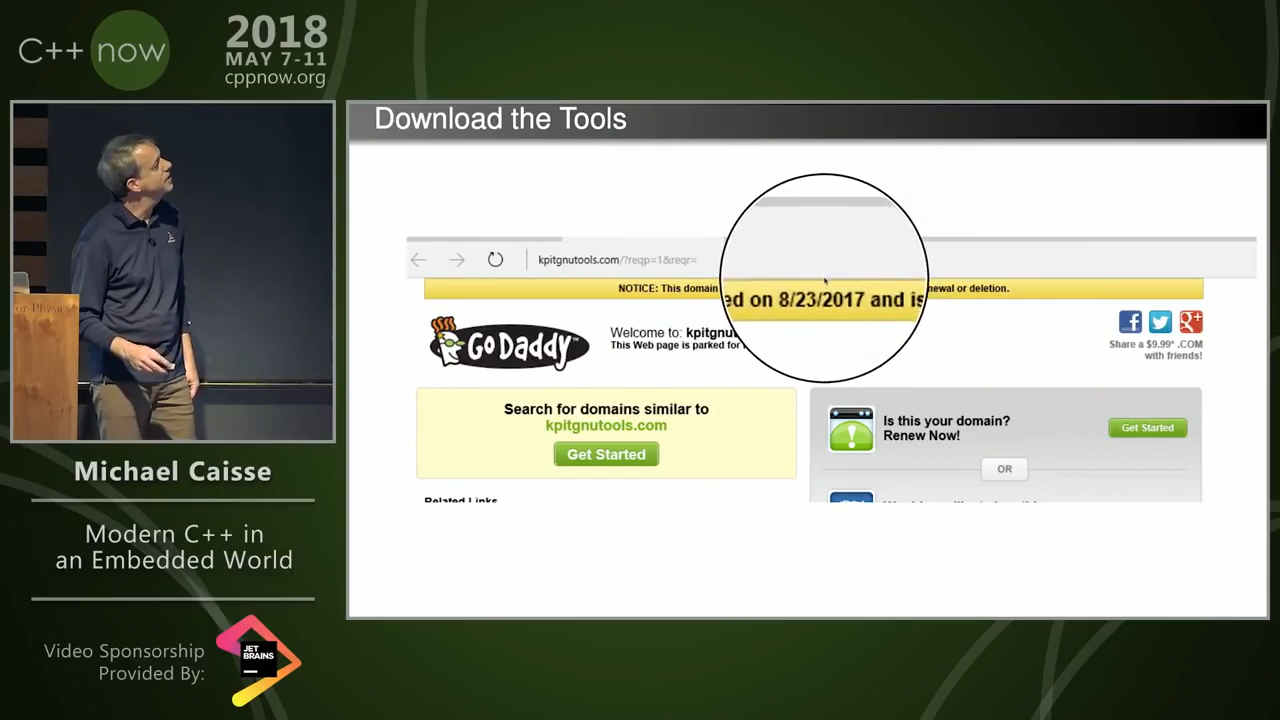 C++ now
2018
MAY 7-11
cppnow.org
Download the Tools
kpitgnutools.com/?reqp=1&reqr=
NOTICE: This domain ed on 8/23/2017 and is newal or deletion.
GO DADDY
Welcome to: kpitgnu
This Web page is parked for
Share a $9.99* .COM
with friends!
Search for domains similar to
kpitgnutools.com
Get Started
Is this your domain?
Renew Now!
Get Started
OR
Related Links
for Physics
Michael Caisse
Modern C++ in
an Embedded World
Video Sponsorship
Provided By:
JET
BRAINS